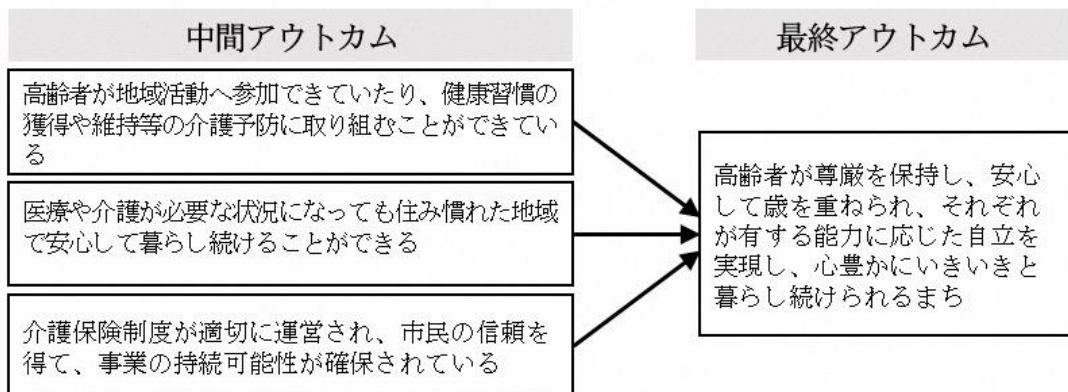 中間アウトカム
高齢者が地域活動へ参加できていたり、健康習慣の
獲得や維持等の介護予防に取り組むことができてい
る
医療や介護が必要な状況になっても住み慣れた地域
で安心して暮らし続けることができる
介護保険制度が適切に運営され、市民の信頼を
得て、事業の持続可能性が確保されている
最終アウトカム
高齢者が尊厳を保持し、安心
して歳を重ねられ、それぞれ
が有する能力に応じた自立を
実現し、心豊かにいきいきと
暮らし続けられるまち